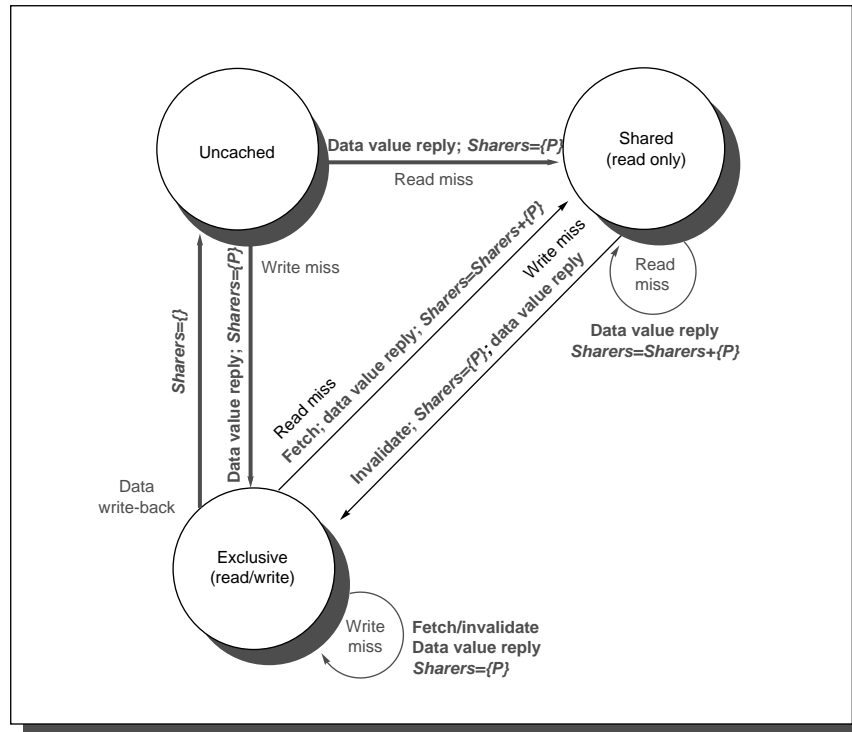 Uncached
Data value reply; Sharers={P}
Read miss
Shared
(read only)
Write miss
Data value reply; Sharers={P}
Sharers={}
Data
write-back
Read miss
Fetch; data value reply; Sharers=Sharers+{P}
Write miss
Invalidate; Sharers={P}; data value reply
Read
miss
Data value reply
Sharers=Sharers+{P}
Exclusive
(read/write)
Write
miss
Fetch/invalidate
Data value reply
Sharers={P}